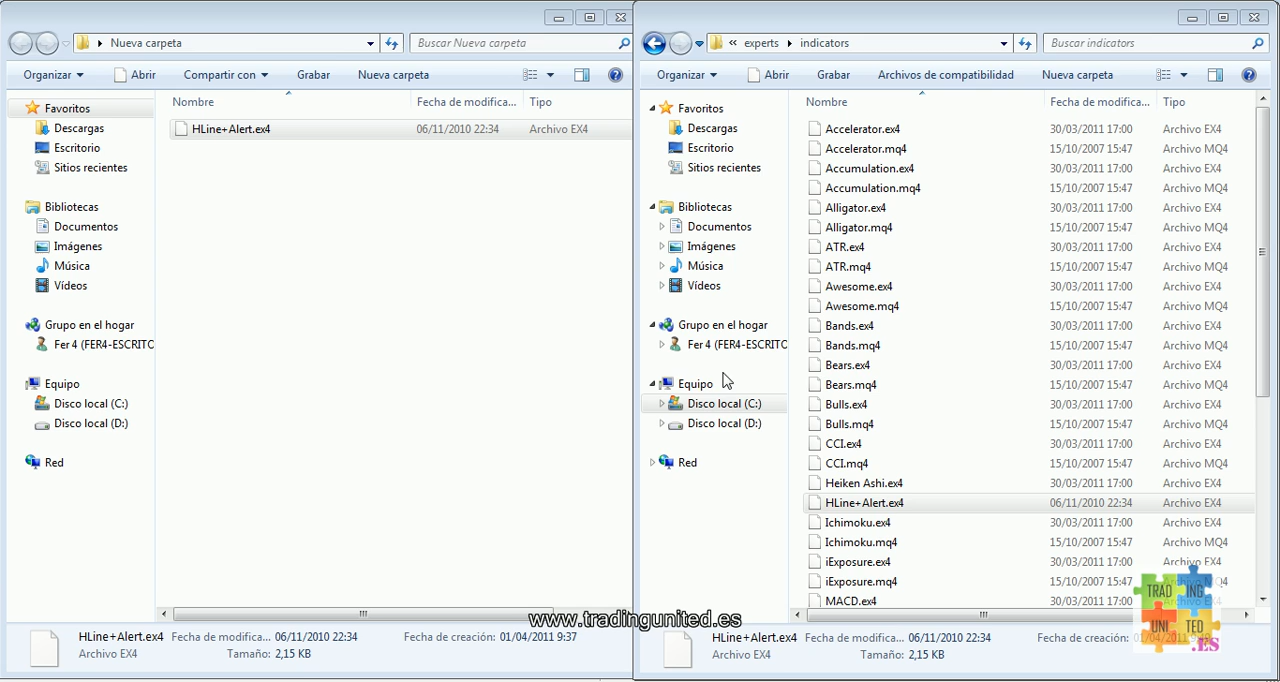 Nueva carpeta
Buscar Nueva carpeta
Organizar
Abrir
Compartir con
Grabar
Nueva carpeta
Favoritos
Descargas
Escritorio
Sitios recientes
Bibliotecas
Documentos
Imágenes
Música
Vídeos
Grupo en el hogar
Fer 4 (FER4-ESCRITO
Equipo
Disco local (C:)
Disco local (D:)
Red
Nombre Fecha de modifica... Tipo
HLine+Alert.ex4 06/11/2010 22:34 Archivo EX4
HLine+Alert.ex4 Fecha de modifica... 06/11/2010 22:34 Fecha de creación: 01/04/2011 9:37
Archivo EX4 Tamaño: 2,15 KB
« experts indicators
Buscar indicators
Organizar
Abrir
Grabar
Archivos de compatibilidad
Nueva carpeta
Favoritos
Descargas
Escritorio
Sitios recientes
Bibliotecas
Documentos
Imágenes
Música
Vídeos
Grupo en el hogar
Fer 4 (FER4-ESCRITO
Equipo
Disco local (C:)
Disco local (D:)
Red
Nombre Fecha de modifica... Tipo
Accelerator.ex4 30/03/2011 17:00 Archivo EX4
Accelerator.mq4 15/10/2007 15:47 Archivo MQ4
Accumulation.ex4 30/03/2011 17:00 Archivo EX4
Accumulation.mq4 15/10/2007 15:47 Archivo MQ4
Alligator.ex4 30/03/2011 17:00 Archivo EX4
Alligator.mq4 15/10/2007 15:47 Archivo MQ4
ATR.ex4 30/03/2011 17:00 Archivo EX4
ATR.mq4 15/10/2007 15:47 Archivo MQ4
Awesome.ex4 30/03/2011 17:00 Archivo EX4
Awesome.mq4 15/10/2007 15:47 Archivo MQ4
Bands.ex4 30/03/2011 17:00 Archivo EX4
Bands.mq4 15/10/2007 15:47 Archivo MQ4
Bears.ex4 30/03/2011 17:00 Archivo EX4
Bears.mq4 15/10/2007 15:47 Archivo MQ4
Bulls.ex4 30/03/2011 17:00 Archivo EX4
Bulls.mq4 15/10/2007 15:47 Archivo MQ4
CCI.ex4 30/03/2011 17:00 Archivo EX4
CCI.mq4 15/10/2007 15:47 Archivo MQ4
Heiken Ashi.ex4 30/03/2011 17:00 Archivo EX4
HLine+Alert.ex4 06/11/2010 22:34 Archivo EX4
Ichimoku.ex4 30/03/2011 17:00 Archivo EX4
Ichimoku.mq4 15/10/2007 15:47 Archivo MQ4
iExposure.ex4 30/03/2011 17:00 Archivo EX4
iExposure.mq4 15/10/2007 15:47
MACD.ex4 30/03/2011 17:00
HLine+Alert.ex4 Fecha de modifica... 06/11/2010 22:34 Fecha de creación:
Archivo EX4 Tamaño: 2,15 KB
www.tradingunited.es
TRAD ING
UNI TED
.ES